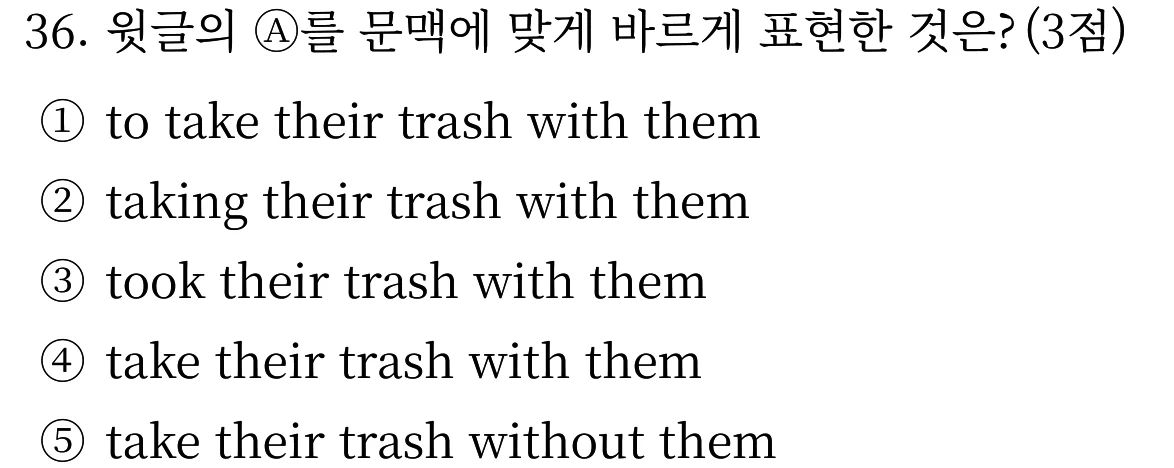 36. 윗글의 Ⓐ를 문맥에 맞게 바르게 표현한 것은? (3점)
① to take their trash with them
② taking their trash with them
③ took their trash with them
④ take their trash with them
⑤ take their trash without them